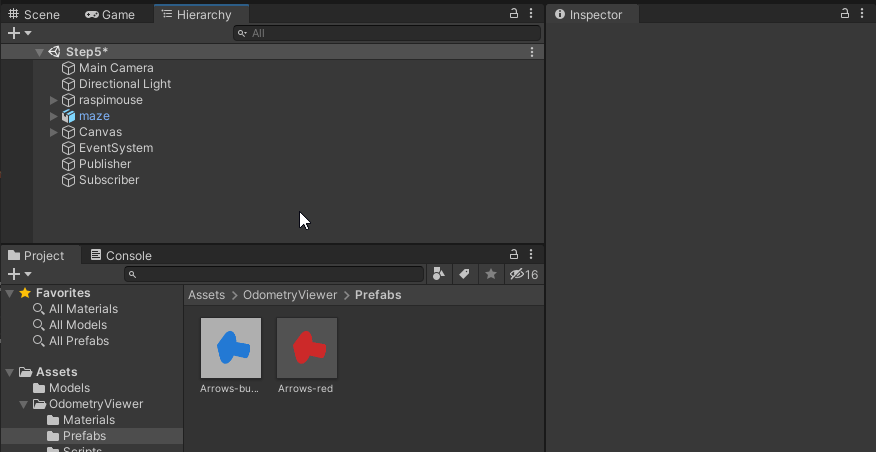 Scene Game Hierarchy
All
Step5*
Main Camera
Directional Light
raspimouse
maze
Canvas
EventSystem
Publisher
Subscriber
Inspector
Project Console
16
Favorites
All Materials
All Models
All Prefabs
Assets
Models
OdometryViewer
Materials
Prefabs
Scripts
Assets > OdometryViewer > Prefabs
Arrows-bu... Arrows-red